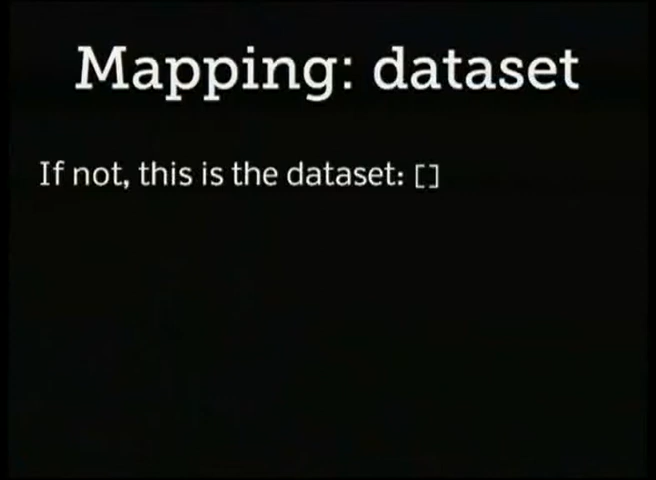 Mapping: dataset
If not, this is the dataset: []